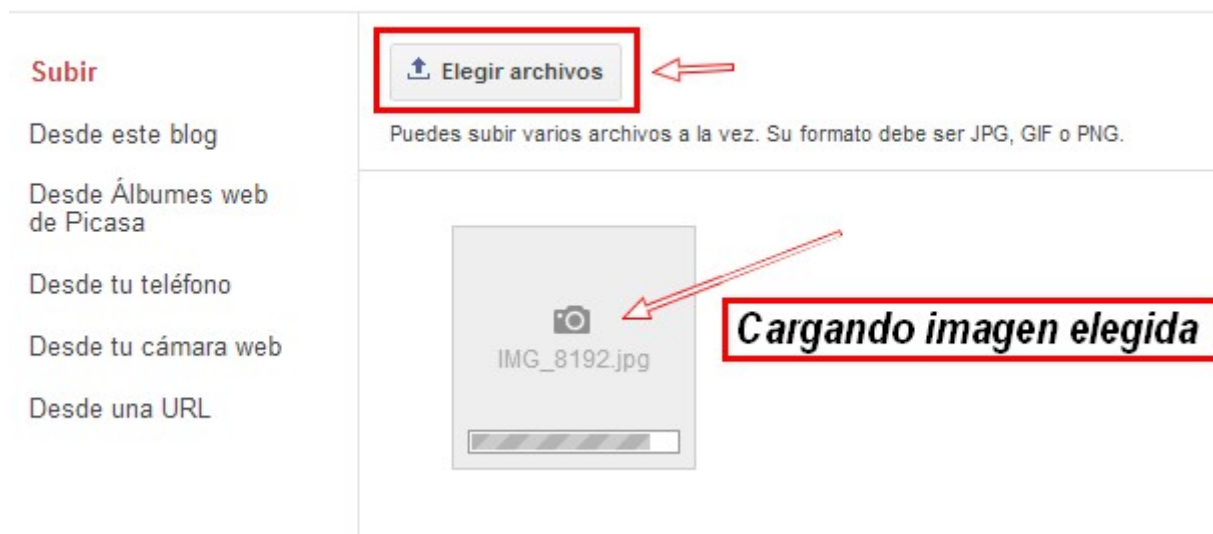 Subir
Desde este blog
Desde Álbumes web
de Picasa
Desde tu teléfono
Desde tu cámara web
Desde una URL
Elegir archivos
Puedes subir varios archivos a la vez. Su formato debe ser JPG, GIF o PNG.
IMG_8192.jpg
Cargando imagen elegida